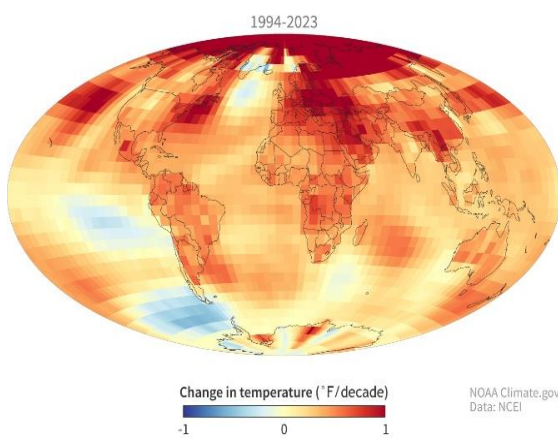 1994-2023
Change in temperature (˚F/decade)
-1 0 1
NOAA Climate.gov
Data: NCEI